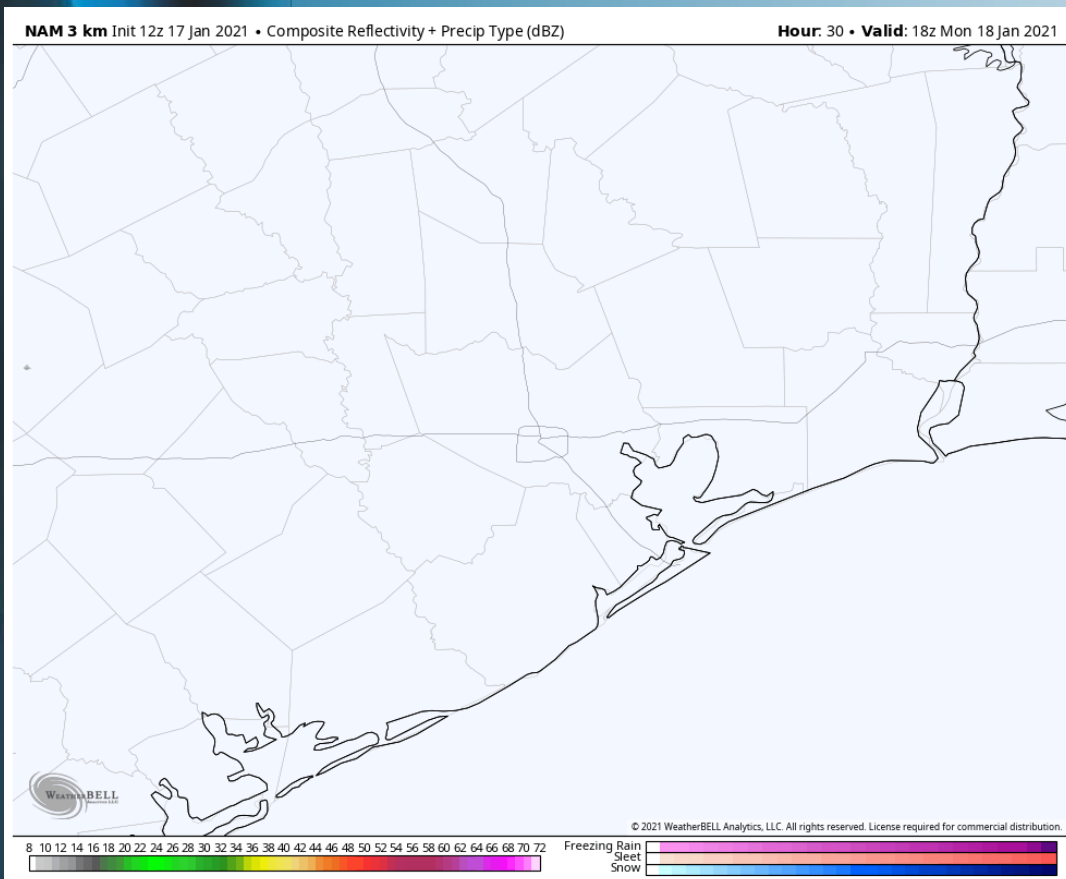 NAM 3 km Init 12z 17 Jan 2021 • Composite Reflectivity + Precip Type (dBZ)
Hour: 30 • Valid: 18z Mon 18 Jan 2021
WeatherBELL
Analytics LLC
© 2021 WeatherBELL Analytics, LLC. All rights reserved. License required for commercial distribution.
8 10 12 14 16 18 20 22 24 26 28 30 32 34 36 38 40 42 44 46 48 50 52 54 56 58 60 62 64 66 68 70 72
Freezing Rain
Sleet
Snow